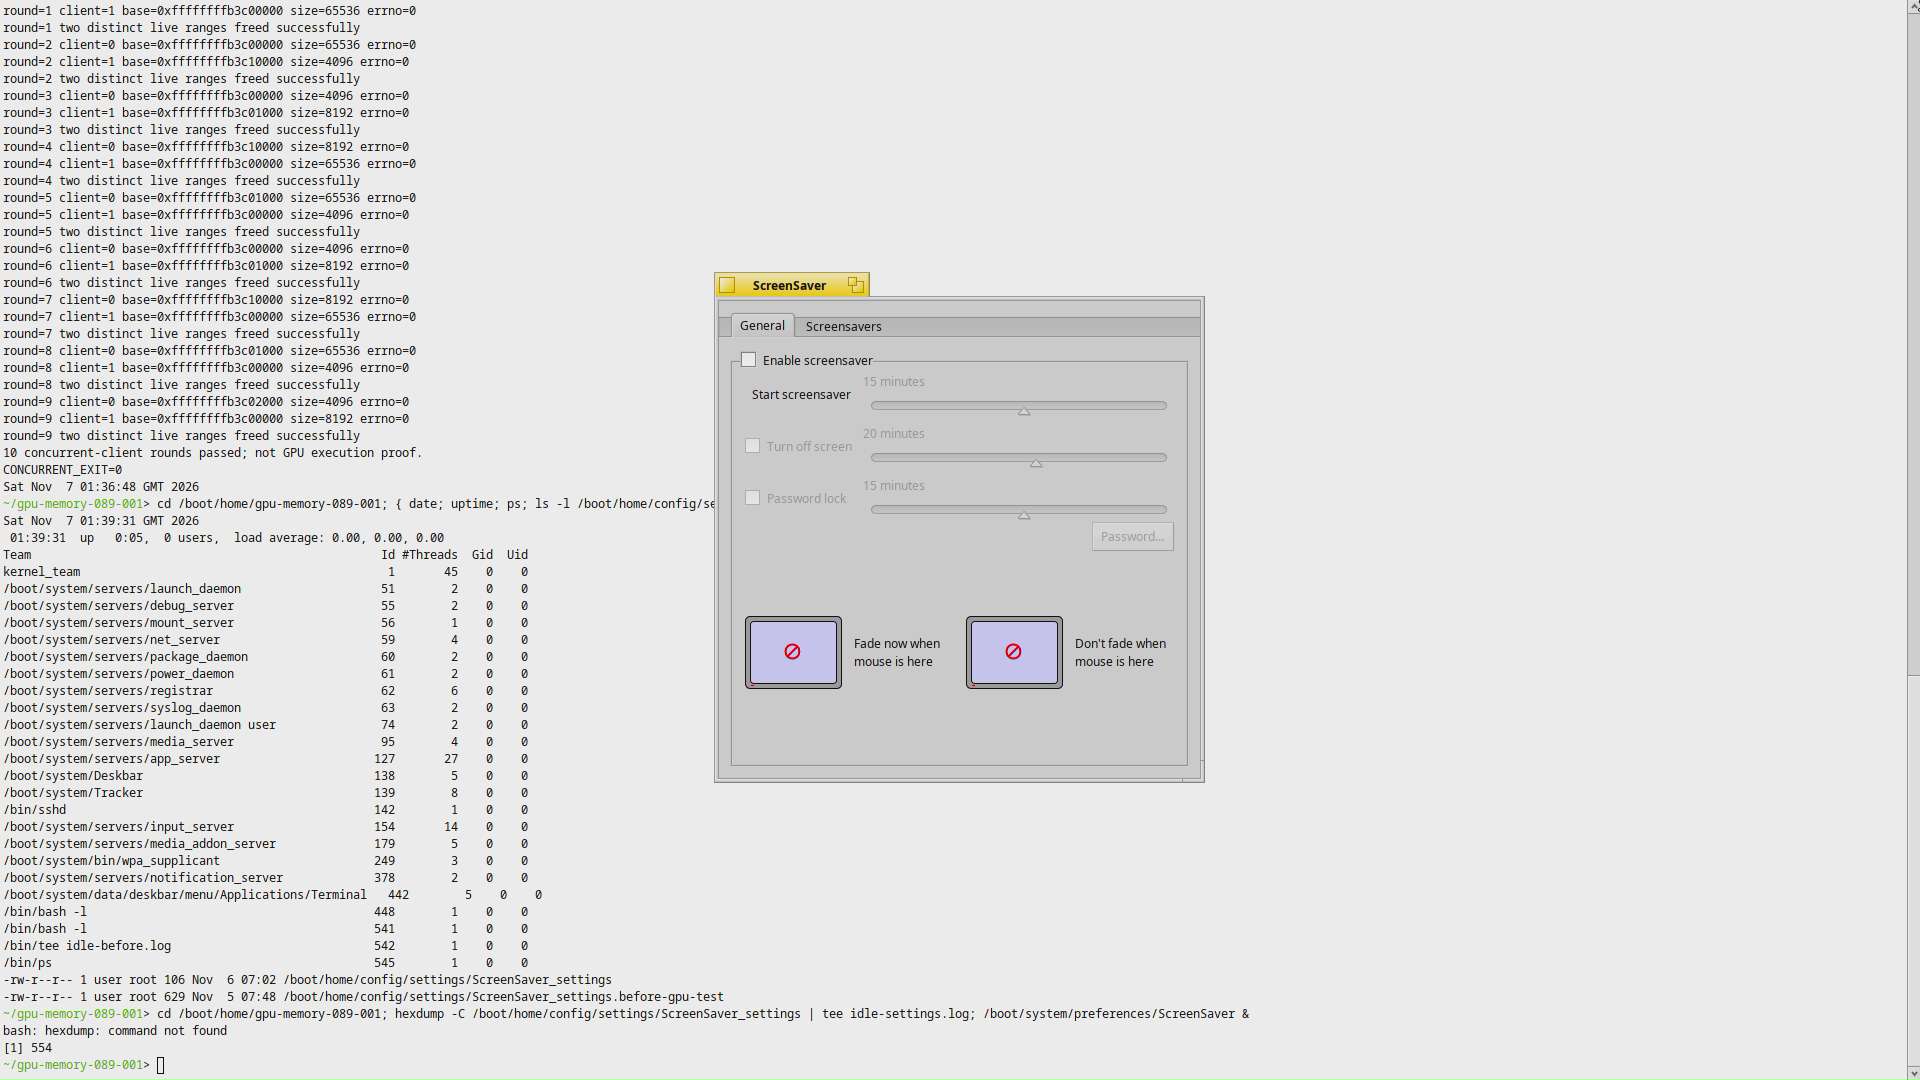 round=1 client=1 base=0xffffffffb3c00000 size=65536 errno=0
round=1 two distinct live ranges freed successfully
round=2 client=0 base=0xffffffffb3c00000 size=65536 errno=0
round=2 client=1 base=0xffffffffb3c10000 size=4096 errno=0
round=2 two distinct live ranges freed successfully
round=3 client=0 base=0xffffffffb3c00000 size=4096 errno=0
round=3 client=1 base=0xffffffffb3c01000 size=8192 errno=0
round=3 two distinct live ranges freed successfully
round=4 client=0 base=0xffffffffb3c10000 size=8192 errno=0
round=4 client=1 base=0xffffffffb3c00000 size=65536 errno=0
round=4 two distinct live ranges freed successfully
round=5 client=0 base=0xffffffffb3c01000 size=65536 errno=0
round=5 client=1 base=0xffffffffb3c00000 size=4096 errno=0
round=5 two distinct live ranges freed successfully
round=6 client=0 base=0xffffffffb3c00000 size=4096 errno=0
round=6 client=1 base=0xffffffffb3c01000 size=8192 errno=0
round=6 two distinct live ranges freed successfully
round=7 client=0 base=0xffffffffb3c10000 size=8192 errno=0
round=7 client=1 base=0xffffffffb3c00000 size=65536 errno=0
round=7 two distinct live ranges freed successfully
round=8 client=0 base=0xffffffffb3c01000 size=65536 errno=0
round=8 client=1 base=0xffffffffb3c00000 size=4096 errno=0
round=8 two distinct live ranges freed successfully
round=9 client=0 base=0xffffffffb3c02000 size=4096 errno=0
round=9 client=1 base=0xffffffffb3c00000 size=8192 errno=0
round=9 two distinct live ranges freed successfully
10 concurrent-client rounds passed; not GPU execution proof.
CONCURRENT_EXIT=0
Sat Nov  7 01:36:48 GMT 2026
~/gpu-memory-089-001> cd /boot/home/gpu-memory-089-001; { date; uptime; ps; ls -l /boot/home/config/se
Sat Nov  7 01:39:31 GMT 2026
 01:39:31  up   0:05,  0 users,  load average: 0.00, 0.00, 0.00
Team Id #Threads Gid Uid
kernel_team 1 45 0 0
/boot/system/servers/launch_daemon 51 2 0 0
/boot/system/servers/debug_server 55 2 0 0
/boot/system/servers/mount_server 56 1 0 0
/boot/system/servers/net_server 59 4 0 0
/boot/system/servers/package_daemon 60 2 0 0
/boot/system/servers/power_daemon 61 2 0 0
/boot/system/servers/registrar 62 6 0 0
/boot/system/servers/syslog_daemon 63 2 0 0
/boot/system/servers/launch_daemon user 74 2 0 0
/boot/system/servers/media_server 95 4 0 0
/boot/system/servers/app_server 127 27 0 0
/boot/system/Deskbar 138 5 0 0
/boot/system/Tracker 139 8 0 0
/bin/sshd 142 1 0 0
/boot/system/servers/input_server 154 14 0 0
/boot/system/servers/media_addon_server 179 5 0 0
/boot/system/bin/wpa_supplicant 249 3 0 0
/boot/system/servers/notification_server 378 2 0 0
/boot/system/data/deskbar/menu/Applications/Terminal 442 5 0 0
/bin/bash -l 448 1 0 0
/bin/bash -l 541 1 0 0
/bin/tee idle-before.log 542 1 0 0
/bin/ps 545 1 0 0
-rw-r--r-- 1 user root 106 Nov  6 07:02 /boot/home/config/settings/ScreenSaver_settings
-rw-r--r-- 1 user root 629 Nov  5 07:48 /boot/home/config/settings/ScreenSaver_settings.before-gpu-test
~/gpu-memory-089-001> cd /boot/home/gpu-memory-089-001; hexdump -C /boot/home/config/settings/ScreenSaver_settings | tee idle-settings.log; /boot/system/preferences/ScreenSaver &
bash: hexdump: command not found
[1] 554
~/gpu-memory-089-001>
ScreenSaver
General Screensavers
Enable screensaver
15 minutes
Start screensaver
20 minutes
Turn off screen
15 minutes
Password lock
Password...
Fade now when
mouse is here
Don't fade when
mouse is here